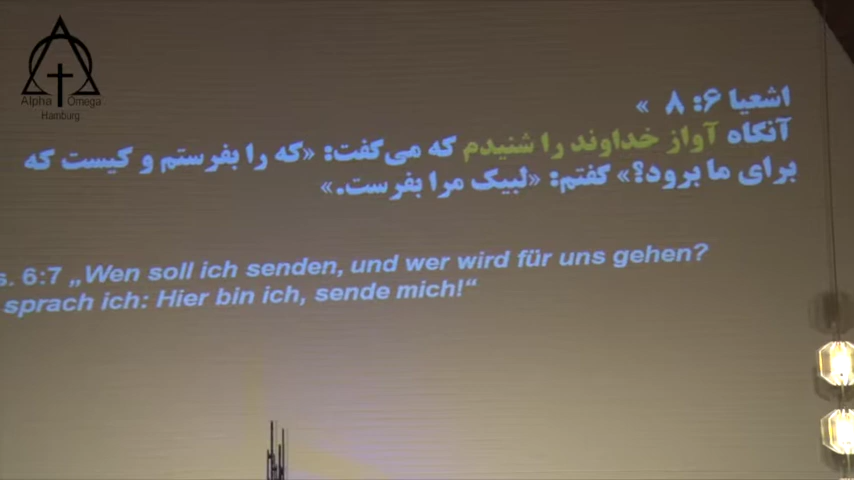 Alpha Omega
Hamburg
اشعیا ۶: ۸ »
آنگاه آواز خداوند را شنیدم که می‌گفت: «که را بفرستم و کیست که
برای ما برود؟» گفتم: «لبیک مرا بفرست.»
s. 6:7 „Wen soll ich senden, und wer wird für uns gehen?
sprach ich: Hier bin ich, sende mich!“